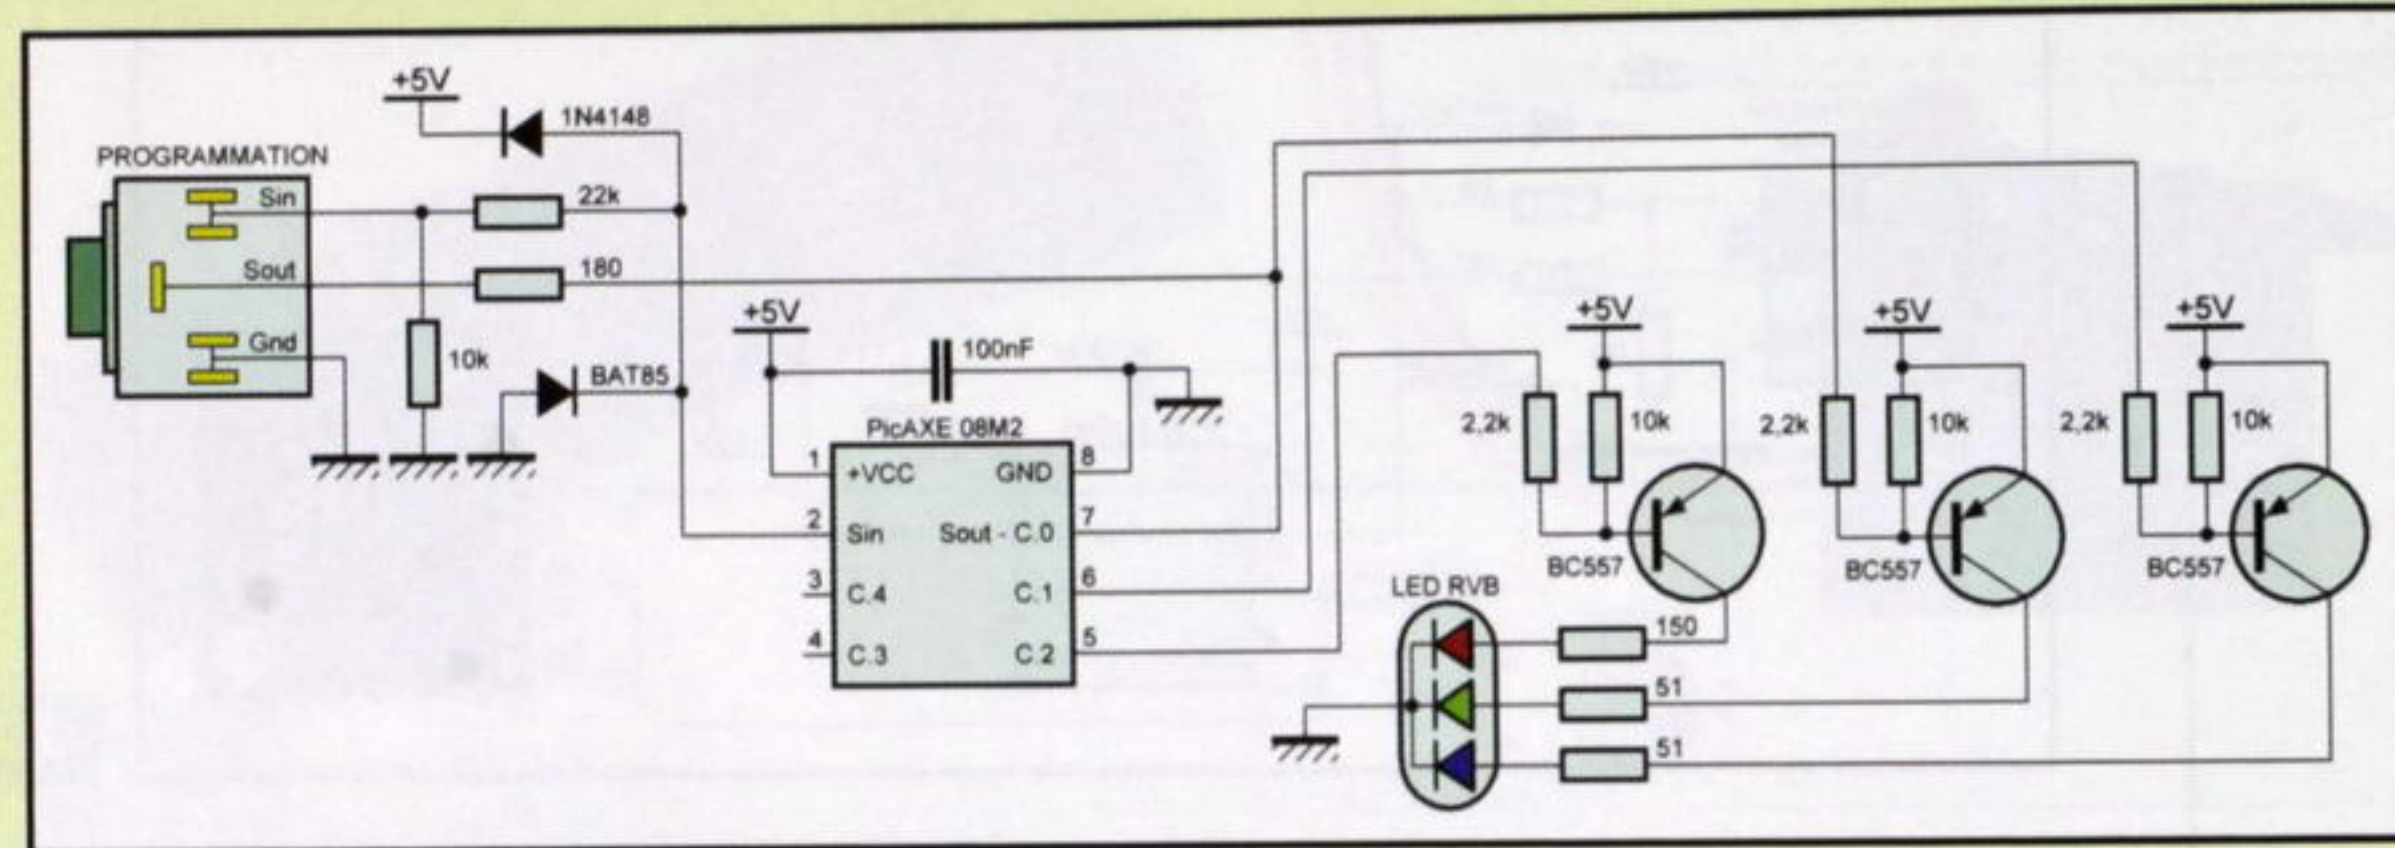 +5V
1N4148
PROGRAMMATION
Sin
22k
Sout
180
Gnd
10k
BAT85
+5V
100nF
PicAXE 08M2
1 +VCC GND 8
2 Sin Sout - C.0 7
3 C.4 C.1 6
4 C.3 C.2 5
+5V
+5V
+5V
2,2k
10k
2,2k
10k
2,2k
10k
BC557
BC557
BC557
LED RVB
150
51
51